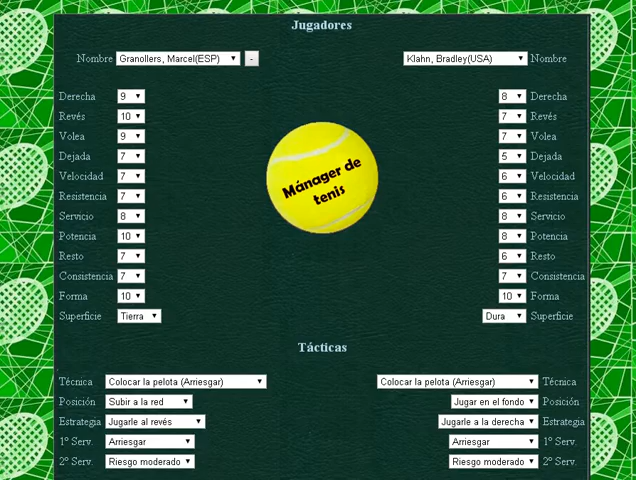 Jugadores
Nombre Granollers, Marcel(ESP) - Klahn, Bradley(USA) Nombre
Derecha 9 8 Derecha
Revés 10 7 Revés
Volea 9 7 Volea
Dejada 7 5 Dejada
Velocidad 7 6 Velocidad
Resistencia 7 6 Resistencia
Servicio 8 8 Servicio
Potencia 10 8 Potencia
Resto 7 6 Resto
Consistencia 7 7 Consistencia
Forma 10 10 Forma
Superficie Tierra Dura Superficie
Mánager de
tenis
Tácticas
Técnica Colocar la pelota (Arriesgar) Colocar la pelota (Arriesgar) Técnica
Posición Subir a la red Jugar en el fondo Posición
Estrategia Jugarle al revés Jugarle a la derecha Estrategia
1º Serv. Arriesgar Arriesgar 1º Serv.
2º Serv. Riesgo moderado Riesgo moderado 2º Serv.